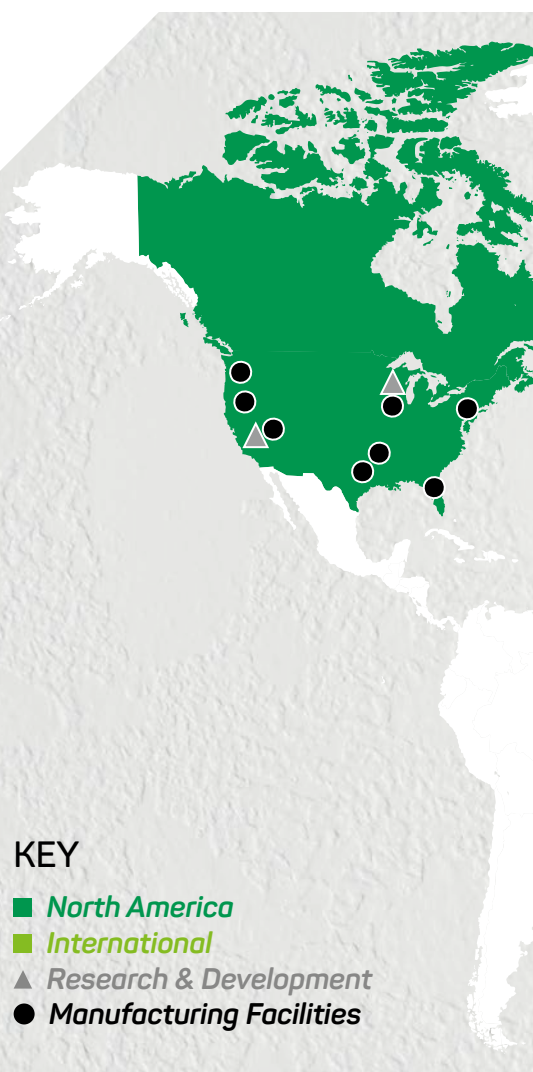 KEY
North America
International
Research & Development
Manufacturing Facilities